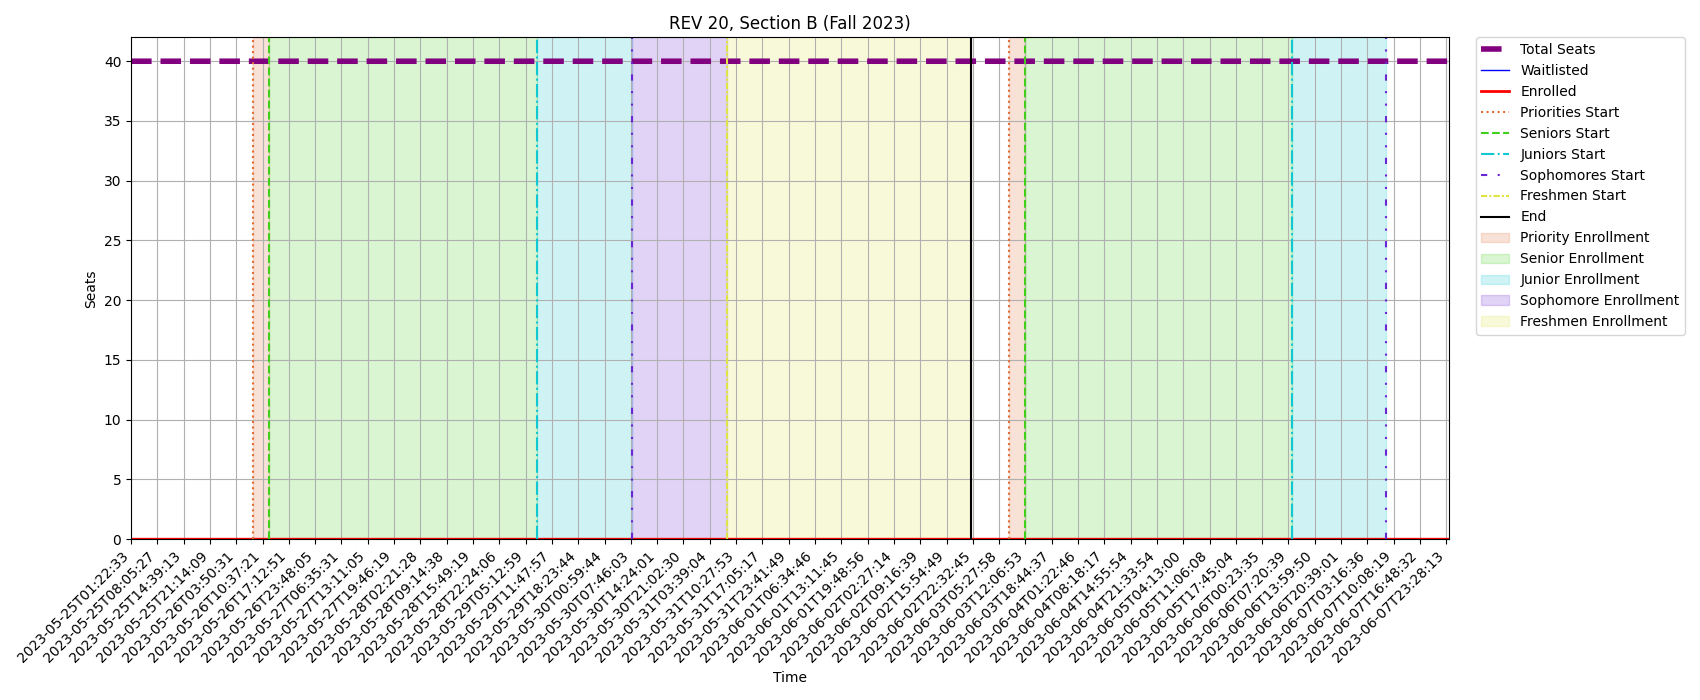 REV 20, Section B (Fall 2023)
Seats
40
35
30
25
20
15
10
5
0
2023-05-25T01:22:33
2023-05-25T08:05:27
2023-05-25T14:39:13
2023-05-25T21:14:09
2023-05-26T03:50:31
2023-05-26T10:37:21
2023-05-26T17:12:51
2023-05-26T23:48:05
2023-05-27T06:35:31
2023-05-27T13:11:05
2023-05-27T19:46:19
2023-05-28T02:21:28
2023-05-28T09:14:38
2023-05-28T15:49:19
2023-05-28T22:24:06
2023-05-29T05:12:59
2023-05-29T11:47:57
2023-05-29T18:23:44
2023-05-30T00:59:44
2023-05-30T07:46:03
2023-05-30T14:24:01
2023-05-30T21:02:30
2023-05-31T03:39:04
2023-05-31T10:27:53
2023-05-31T17:05:17
2023-05-31T23:41:49
2023-06-01T06:34:46
2023-06-01T13:11:45
2023-06-01T19:48:56
2023-06-02T02:27:14
2023-06-02T09:16:39
2023-06-02T15:54:49
2023-06-02T22:32:45
2023-06-03T05:27:58
2023-06-03T12:06:53
2023-06-03T18:44:37
2023-06-04T01:22:46
2023-06-04T08:18:17
2023-06-04T14:55:54
2023-06-04T21:33:54
2023-06-05T04:13:00
2023-06-05T11:06:08
2023-06-05T17:45:04
2023-06-06T00:23:35
2023-06-06T07:20:39
2023-06-06T13:59:50
2023-06-06T20:39:01
2023-06-07T03:16:36
2023-06-07T10:08:19
2023-06-07T16:48:32
2023-06-07T23:28:13
Time
Total Seats
Waitlisted
Enrolled
Priorities Start
Seniors Start
Juniors Start
Sophomores Start
Freshmen Start
End
Priority Enrollment
Senior Enrollment
Junior Enrollment
Sophomore Enrollment
Freshmen Enrollment